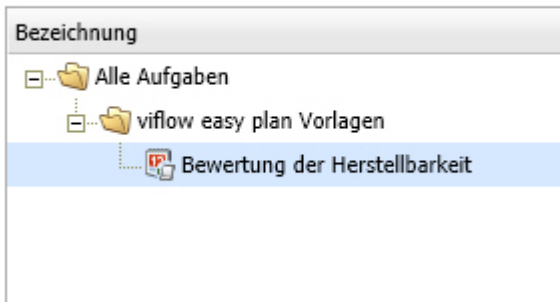 Bezeichnung
Alle Aufgaben
viflow easy plan Vorlagen
Bewertung der Herstellbarkeit